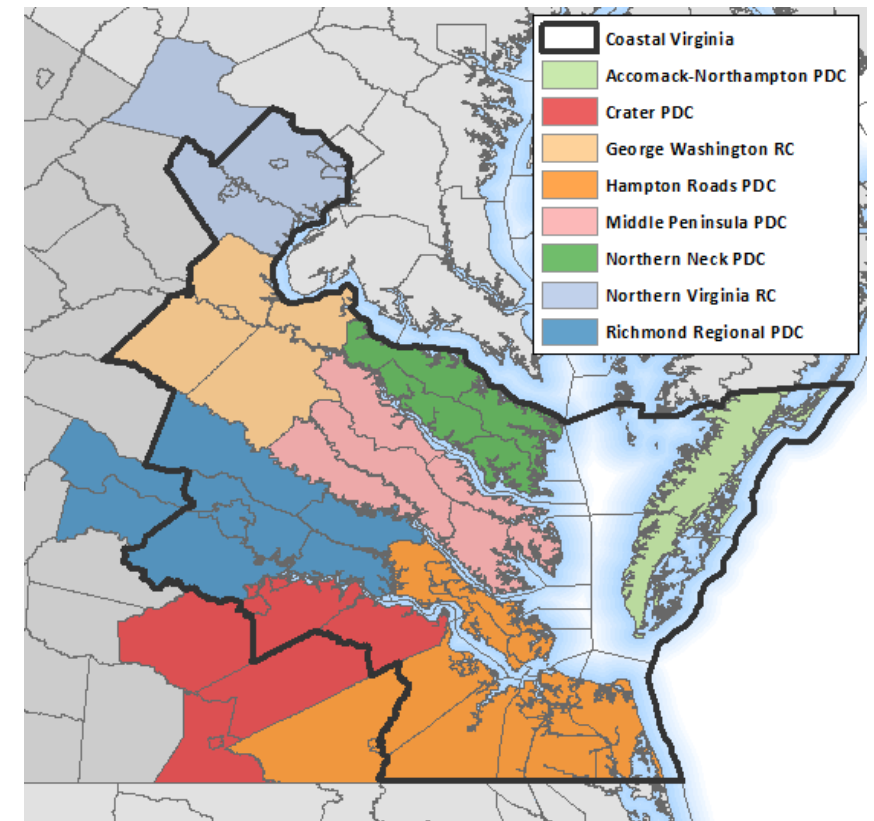 Coastal Virginia
Accomack-Northampton PDC
Crater PDC
George Washington RC
Hampton Roads PDC
Middle Peninsula PDC
Northern Neck PDC
Northern Virginia RC
Richmond Regional PDC